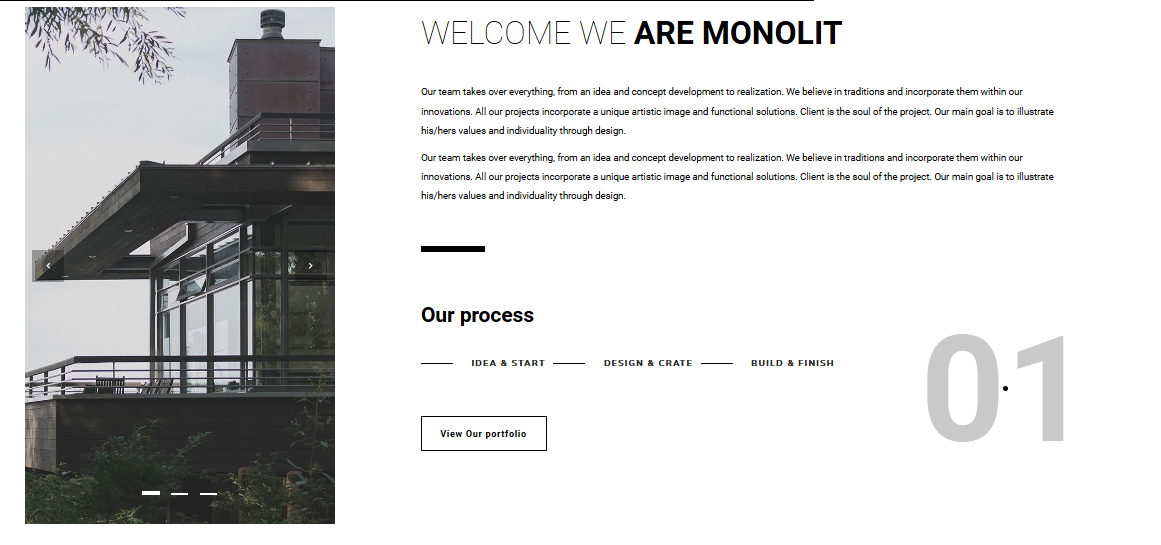 WELCOME WE ARE MONOLIT
Our team takes over everything, from an idea and concept development to realization. We believe in traditions and incorporate them within our
innovations. All our projects incorporate a unique artistic image and functional solutions. Client is the soul of the project. Our main goal is to illustrate
his/hers values and individuality through design.
Our team takes over everything, from an idea and concept development to realization. We believe in traditions and incorporate them within our
innovations. All our projects incorporate a unique artistic image and functional solutions. Client is the soul of the project. Our main goal is to illustrate
his/hers values and individuality through design.
Our process
IDEA & START DESIGN & CRATE BUILD & FINISH
01
View Our portfolio